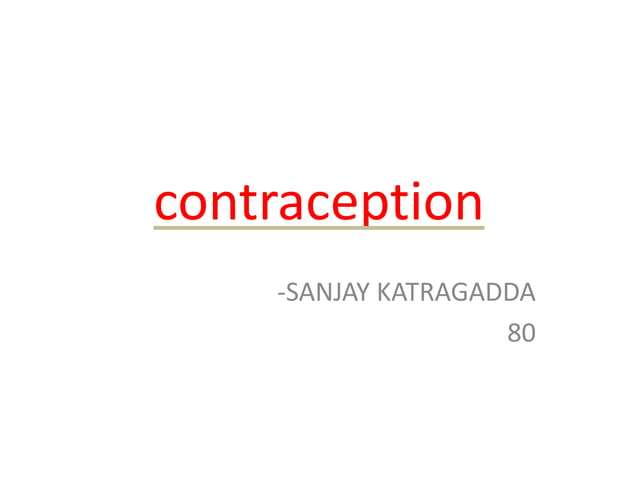 contraception
-SANJAY KATRAGADDA
80